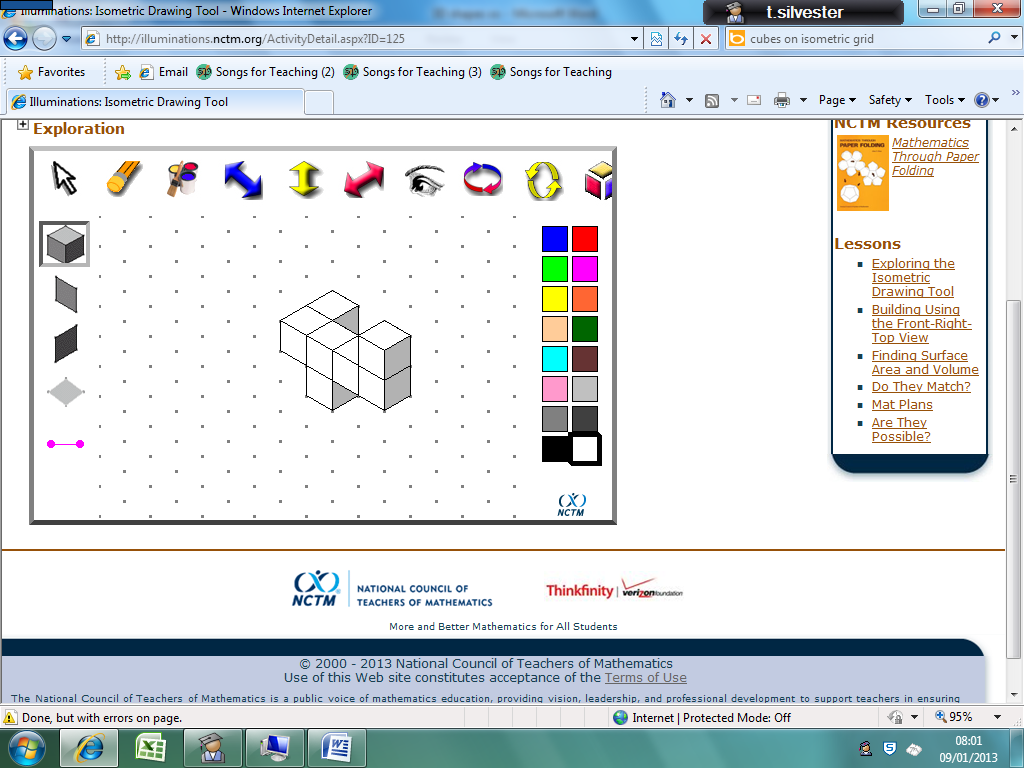 Illuminations: Isometric Drawing Tool - Windows Internet Explorer
t.silvester
http://illuminations.nctm.org/ActivityDetail.aspx?ID=125
cubes on isometric grid
Favorites
Email
Songs for Teaching (2)
Songs for Teaching (3)
Songs for Teaching
Illuminations: Isometric Drawing Tool
Page
Safety
Tools
Exploration
NCTM Resources
Mathematics
Through Paper
Folding
Lessons
Exploring the
Isometric
Drawing Tool
Building Using
the Front-Right-
Top View
Finding Surface
Area and Volume
Do They Match?
Mat Plans
Are They
Possible?
NCTM
NCTM
NATIONAL COUNCIL OF
TEACHERS OF MATHEMATICS
Thinkfinity
verizonfoundation
More and Better Mathematics for All Students
© 2000 - 2013 National Council of Teachers of Mathematics
Use of this Web site constitutes acceptance of the Terms of Use
The National Council of Teachers of Mathematics is a public voice of mathematics education, providing vision, leadership, and professional development to support teachers in ensuring
Done, but with errors on page.
Internet | Protected Mode: Off
95%
08:01
09/01/2013